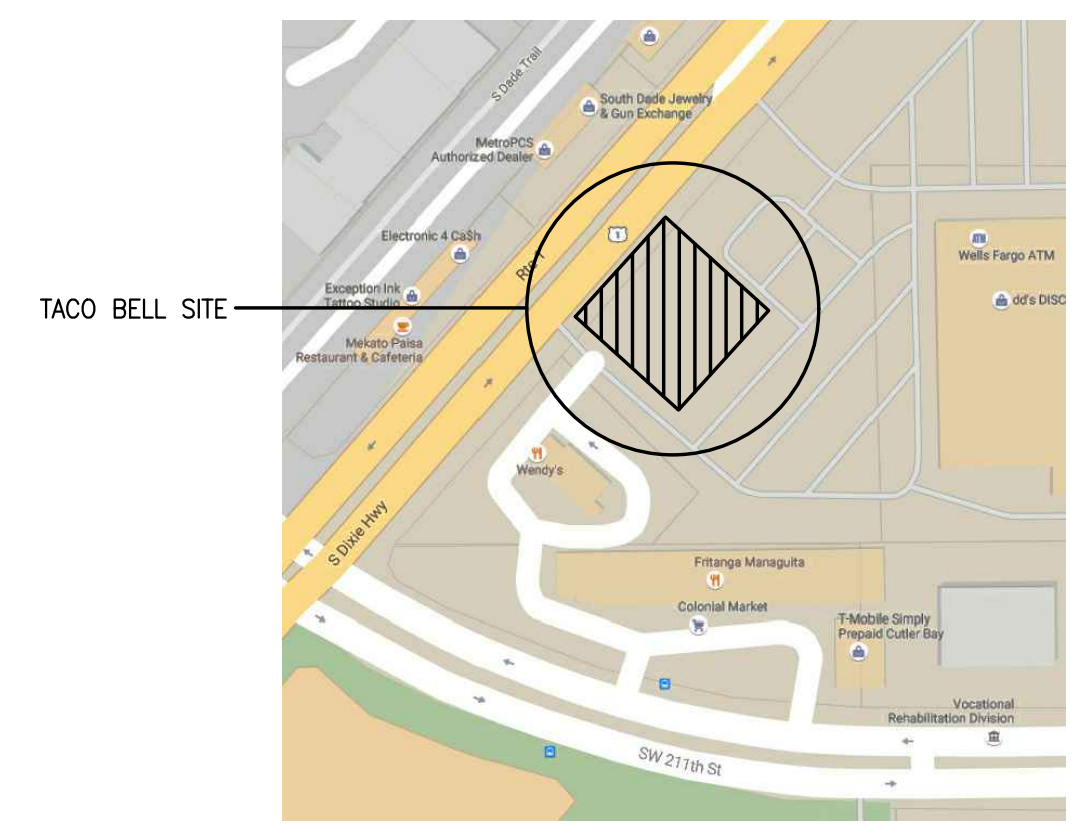 S Dade Trail
South Dade Jewelry
& Gun Exchange
MetroPCS
Authorized Dealer
Electronic 4 Ca$h
1
Rte 1
ATM
Wells Fargo ATM
Exception Ink
Tattoo Studio
dd's DISC
TACO BELL SITE
Mekato Paisa
Restaurant & Cafeteria
Wendy's
S Dixie Hwy
Fritanga Managuita
Colonial Market
T-Mobile Simply
Prepaid Cutler Bay
Vocational
Rehabilitation Division
SW 211th St